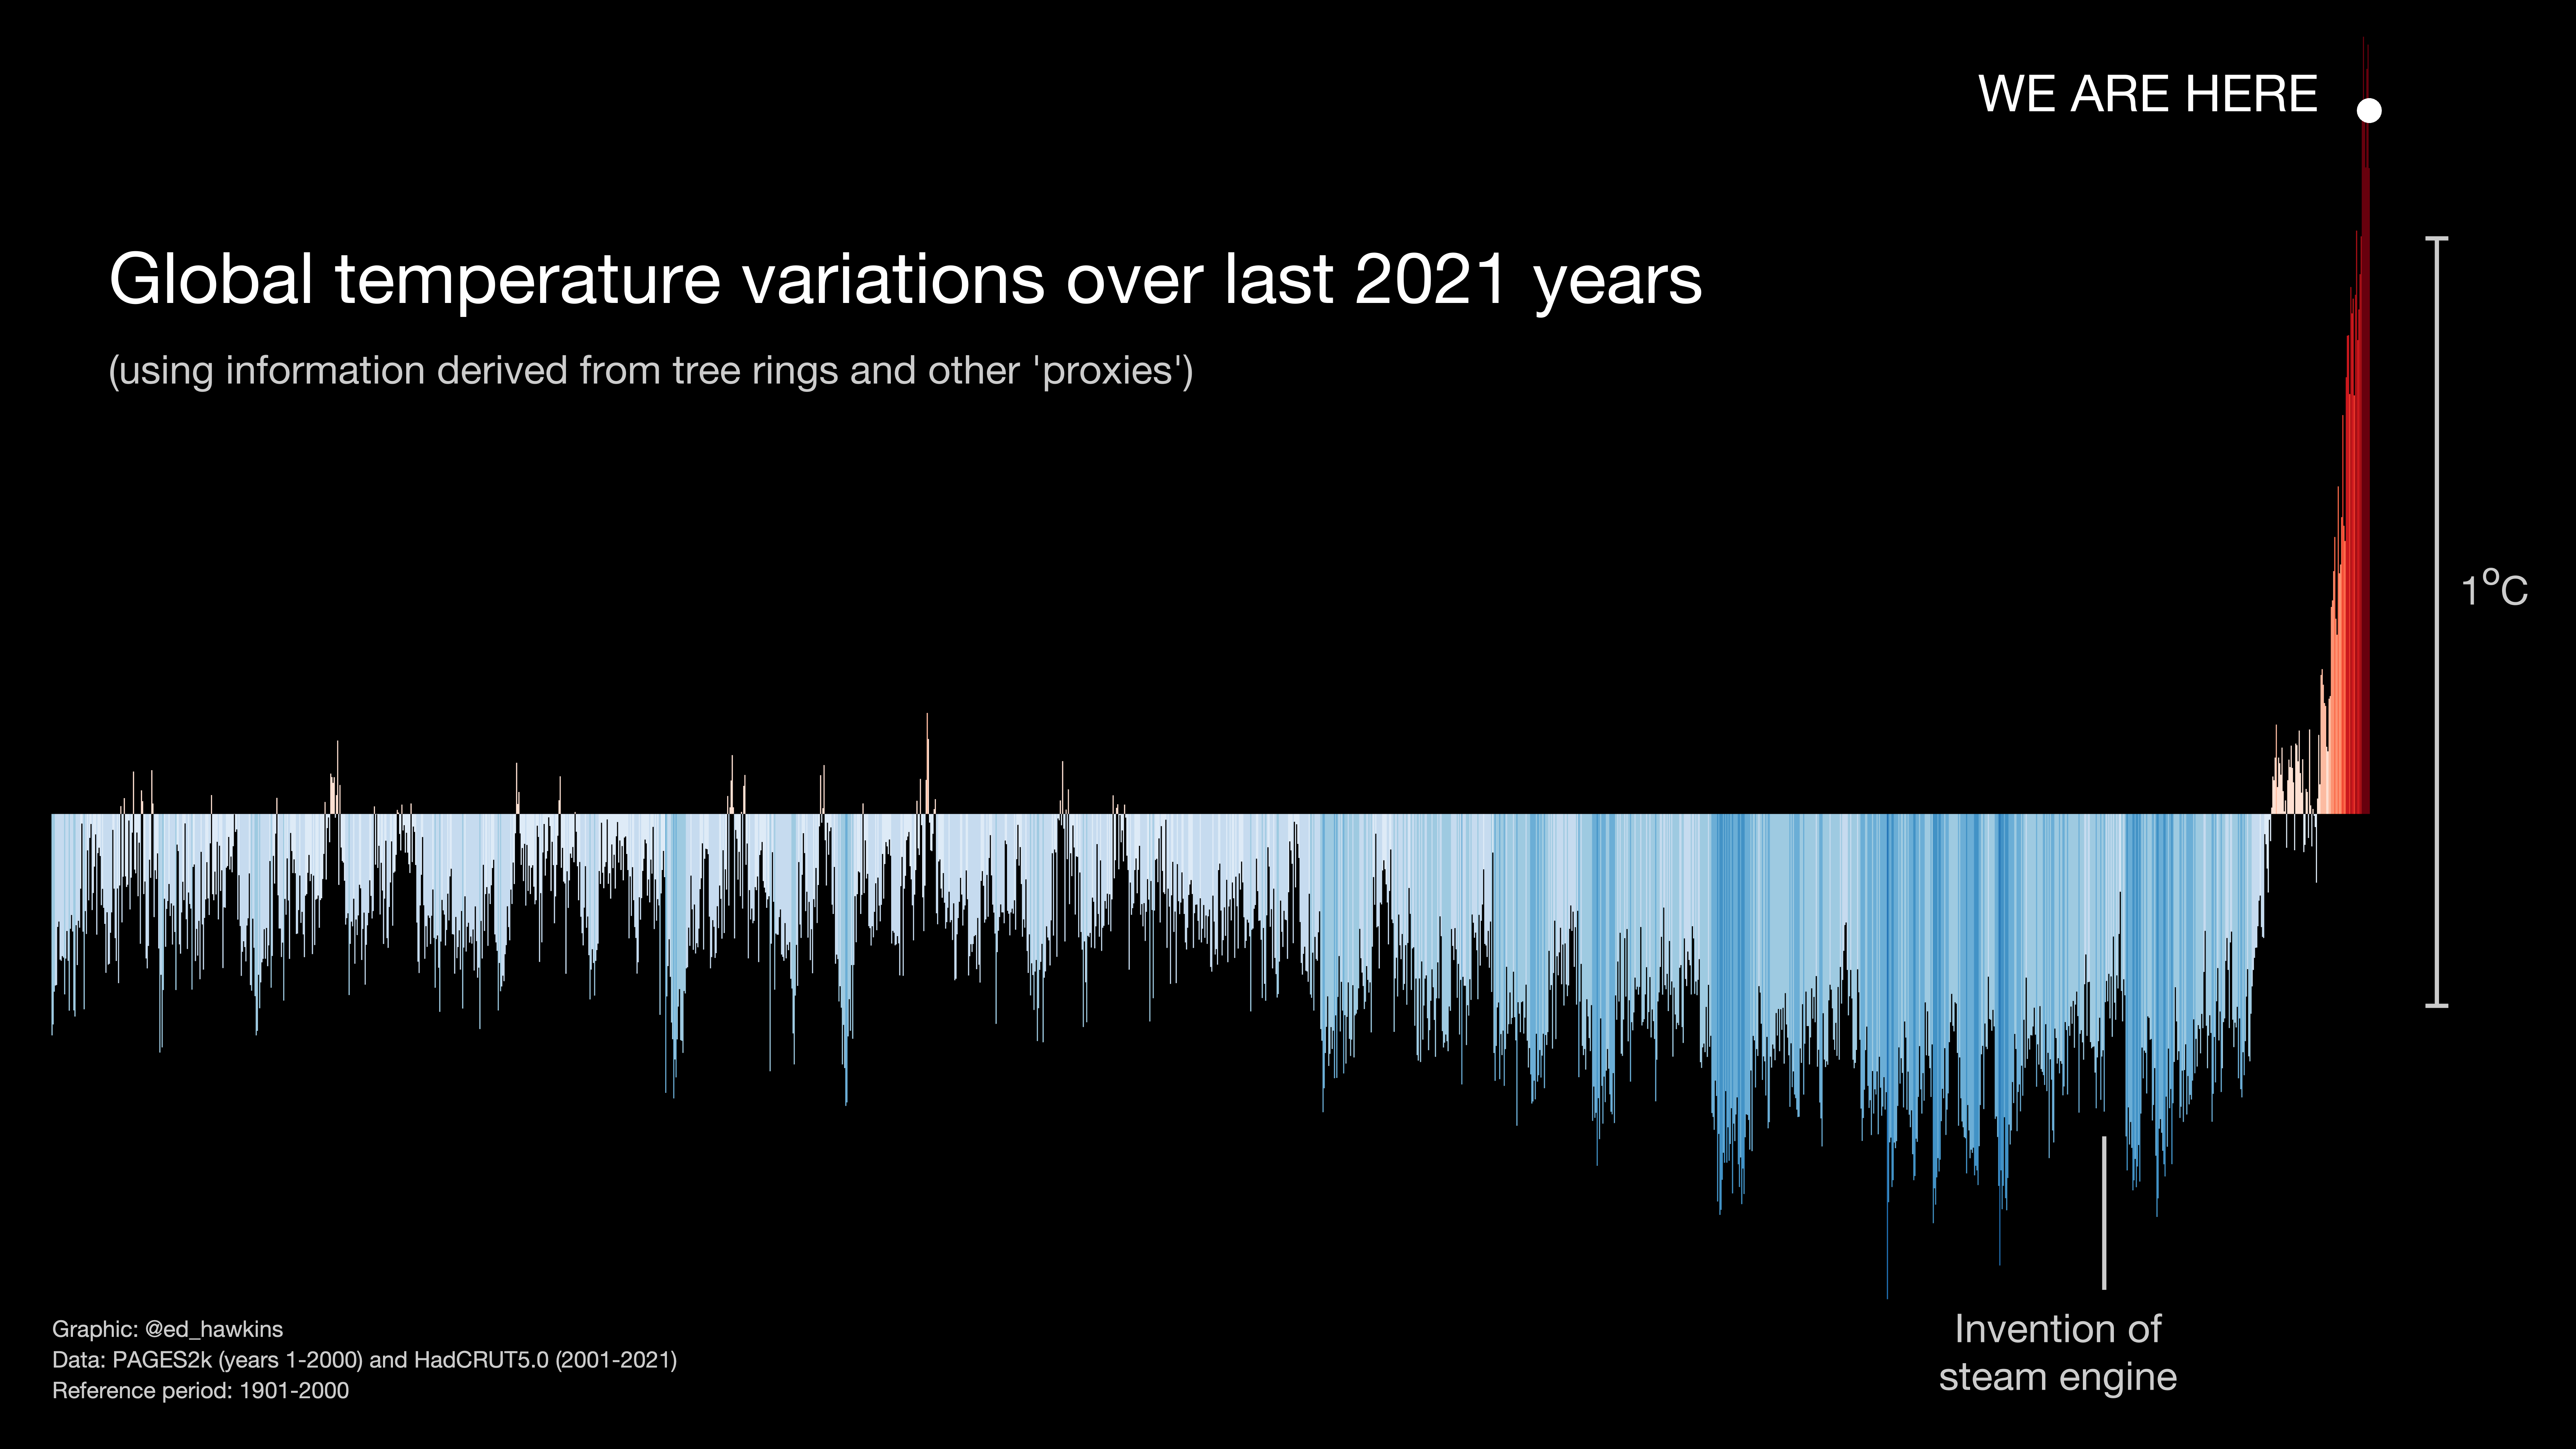 WE ARE HERE
Global temperature variations over last 2021 years
(using information derived from tree rings and other 'proxies')
1ºC
Invention of
steam engine
Graphic: @ed_hawkins
Data: PAGES2k (years 1-2000) and HadCRUT5.0 (2001-2021)
Reference period: 1901-2000